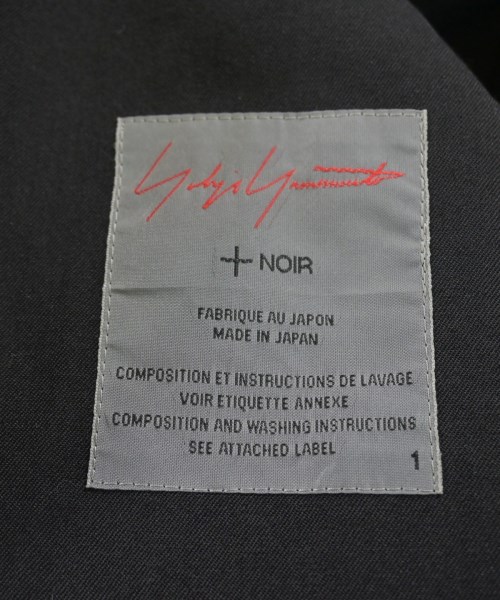 Yohji Yamamoto
+ NOIR
FABRIQUE AU JAPON
MADE IN JAPAN
COMPOSITION ET INSTRUCTIONS DE LAVAGE
VOIR ETIQUETTE ANNEXE
COMPOSITION AND WASHING INSTRUCTIONS
SEE ATTACHED LABEL
1